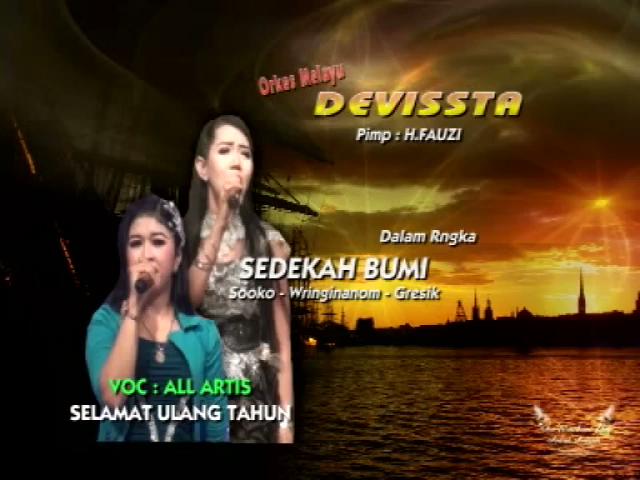 Orkes Melayu
DEVISSTA
Pimp : H.FAUZI
Dalam Rngka
SEDEKAH BUMI
Sooko - Wringinanom - Gresik
VOC : ALL ARTIS
SELAMAT ULANG TAHUN